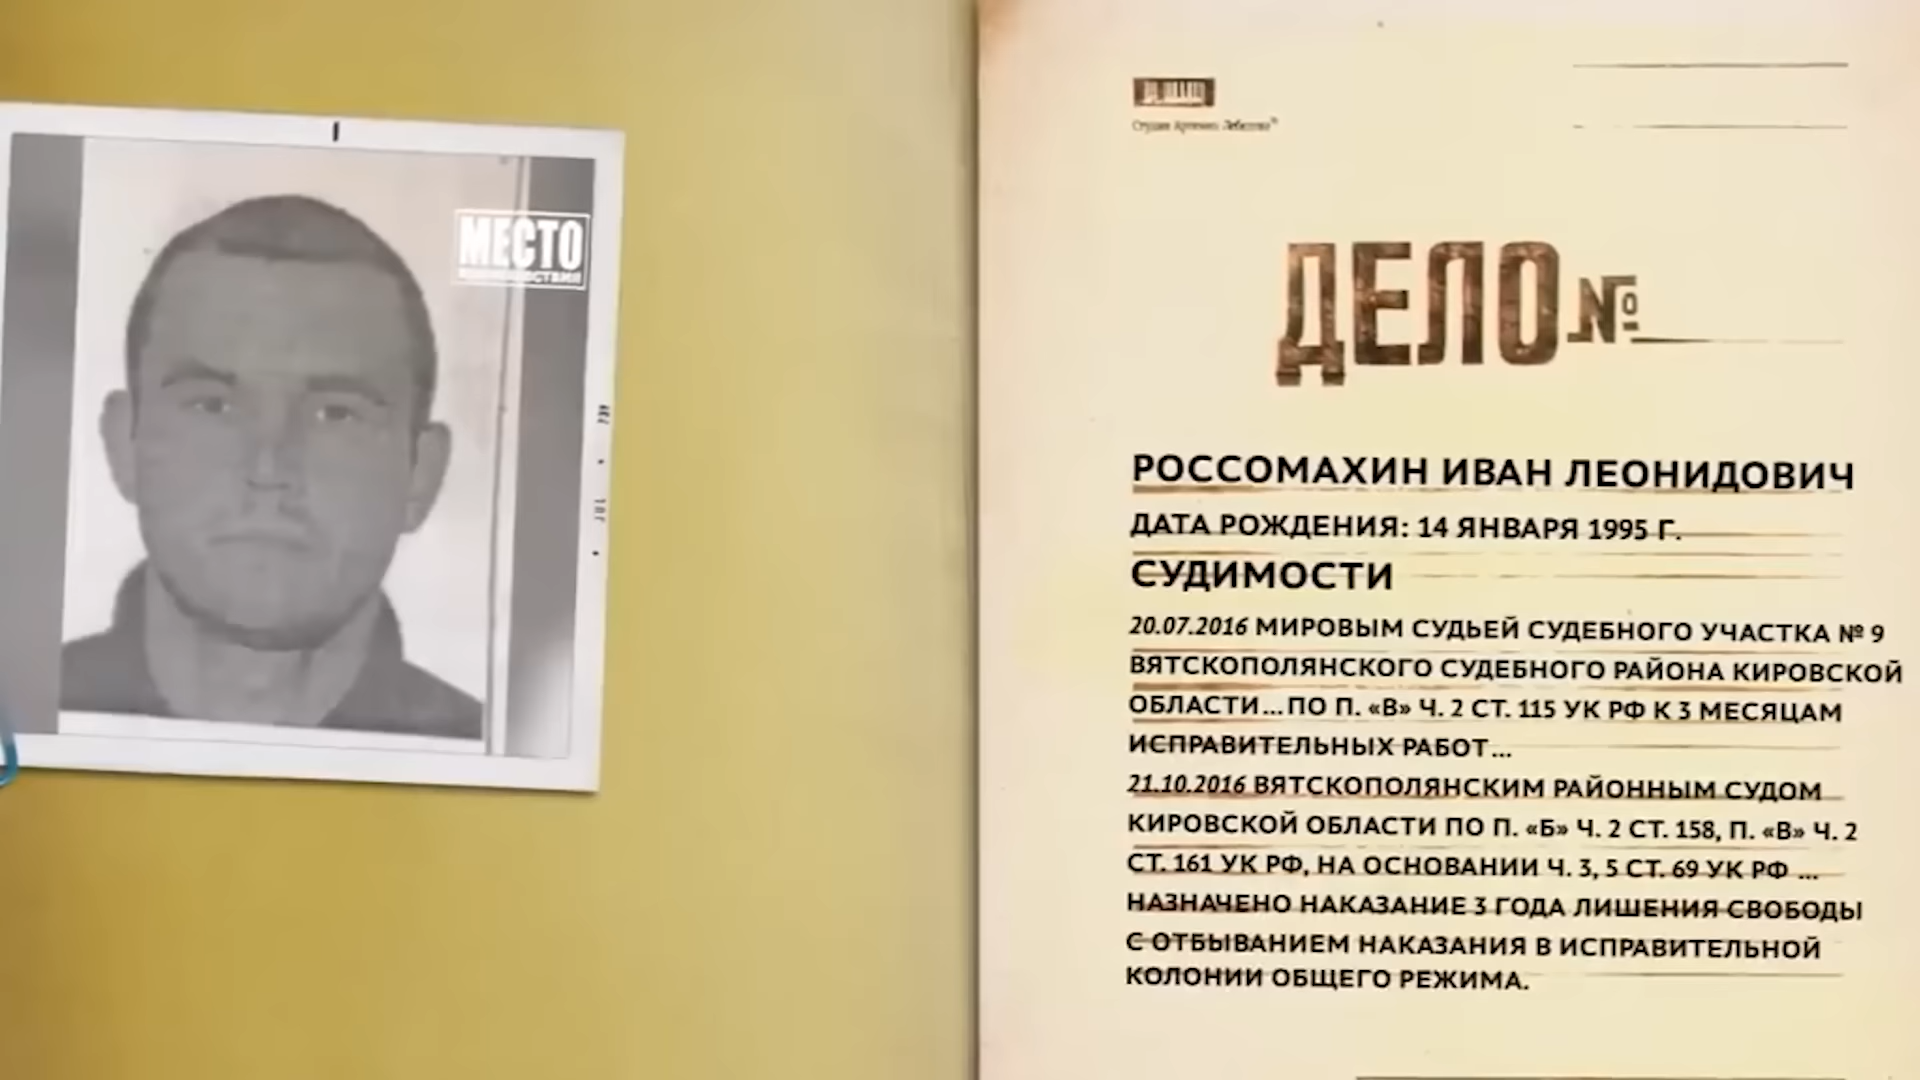 МЕСТО
Студия Артемия Лебедева
ДЕЛО №
РОССОМАХИН ИВАН ЛЕОНИДОВИЧ
ДАТА РОЖДЕНИЯ: 14 ЯНВАРЯ 1995 Г.
СУДИМОСТИ
20.07.2016 МИРОВЫМ СУДЬЕЙ СУДЕБНОГО УЧАСТКА № 9
ВЯТСКОПОЛЯНСКОГО СУДЕБНОГО РАЙОНА КИРОВСКОЙ
ОБЛАСТИ... ПО П. «В» Ч. 2 СТ. 115 УК РФ К 3 МЕСЯЦАМ
ИСПРАВИТЕЛЬНЫХ РАБОТ...
21.10.2016 ВЯТСКОПОЛЯНСКИМ РАЙОННЫМ СУДОМ
КИРОВСКОЙ ОБЛАСТИ ПО П. «Б» Ч. 2 СТ. 158, П. «В» Ч. 2
СТ. 161 УК РФ, НА ОСНОВАНИИ Ч. 3, 5 СТ. 69 УК РФ ...
НАЗНАЧЕНО НАКАЗАНИЕ 3 ГОДА ЛИШЕНИЯ СВОБОДЫ
С ОТБЫВАНИЕМ НАКАЗАНИЯ В ИСПРАВИТЕЛЬНОЙ
КОЛОНИИ ОБЩЕГО РЕЖИМА.